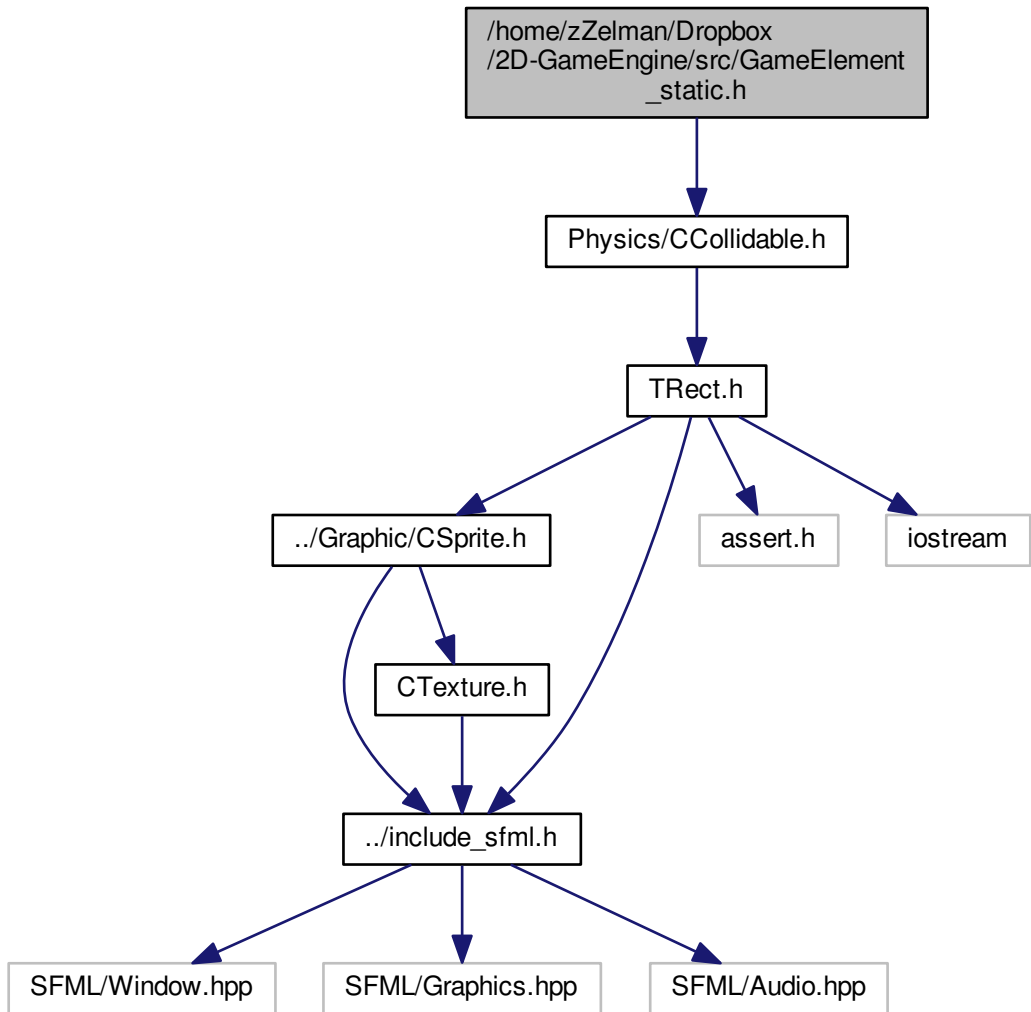 /home/zZelman/Dropbox
/2D-GameEngine/src/GameElement
_static.h
Physics/CCollidable.h
TRect.h
../Graphic/CSprite.h
assert.h
iostream
CTexture.h
../include_sfml.h
SFML/Window.hpp
SFML/Graphics.hpp
SFML/Audio.hpp